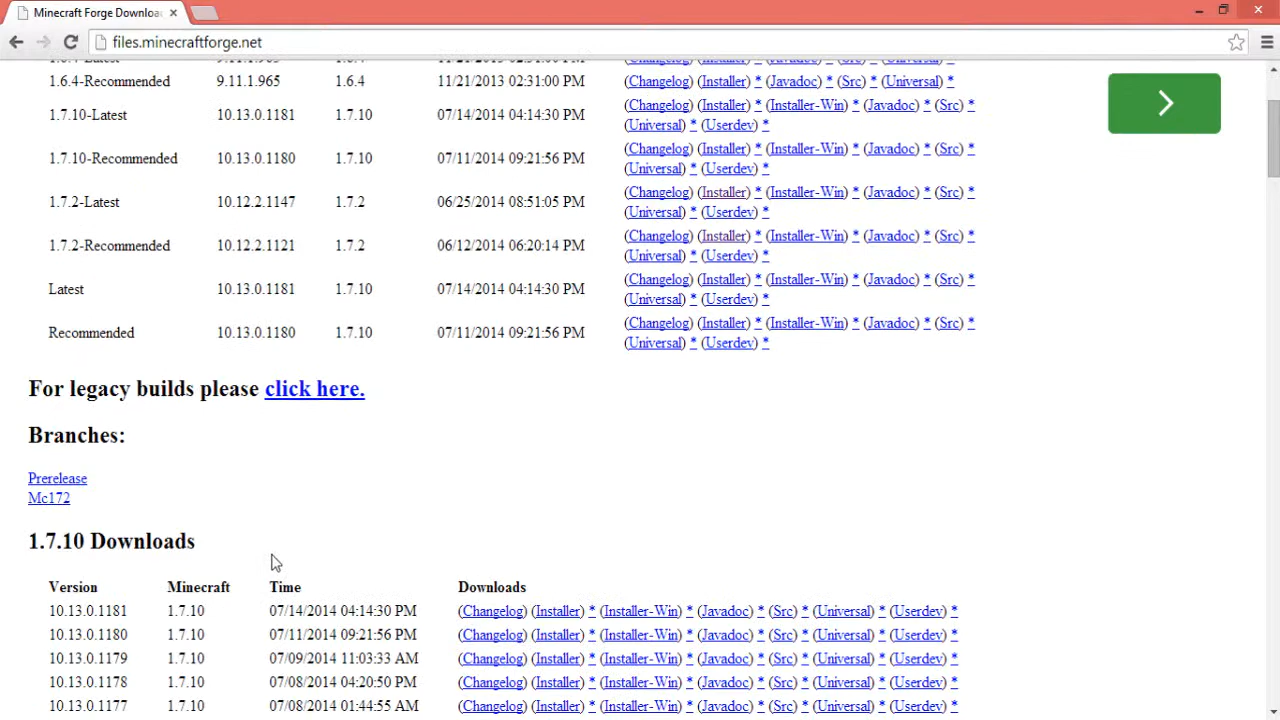 Minecraft Forge Downloa
files.minecraftforge.net
1.6.4-Recommended 9.11.1.965 1.6.4 11/21/2013 02:31:00 PM (Changelog) (Installer) * (Javadoc) * (Src) * (Universal) *
1.7.10-Latest 10.13.0.1181 1.7.10 07/14/2014 04:14:30 PM (Changelog) (Installer) * (Installer-Win) * (Javadoc) * (Src) *
(Universal) * (Userdev) *
1.7.10-Recommended 10.13.0.1180 1.7.10 07/11/2014 09:21:56 PM (Changelog) (Installer) * (Installer-Win) * (Javadoc) * (Src) *
(Universal) * (Userdev) *
1.7.2-Latest 10.12.2.1147 1.7.2 06/25/2014 08:51:05 PM (Changelog) (Installer) * (Installer-Win) * (Javadoc) * (Src) *
(Universal) * (Userdev) *
1.7.2-Recommended 10.12.2.1121 1.7.2 06/12/2014 06:20:14 PM (Changelog) (Installer) * (Installer-Win) * (Javadoc) * (Src) *
(Universal) * (Userdev) *
Latest 10.13.0.1181 1.7.10 07/14/2014 04:14:30 PM (Changelog) (Installer) * (Installer-Win) * (Javadoc) * (Src) *
(Universal) * (Userdev) *
Recommended 10.13.0.1180 1.7.10 07/11/2014 09:21:56 PM (Changelog) (Installer) * (Installer-Win) * (Javadoc) * (Src) *
(Universal) * (Userdev) *
For legacy builds please click here.
Branches:
Prerelease
Mc172
1.7.10 Downloads
Version Minecraft Time Downloads
10.13.0.1181 1.7.10 07/14/2014 04:14:30 PM (Changelog) (Installer) * (Installer-Win) * (Javadoc) * (Src) * (Universal) * (Userdev) *
10.13.0.1180 1.7.10 07/11/2014 09:21:56 PM (Changelog) (Installer) * (Installer-Win) * (Javadoc) * (Src) * (Universal) * (Userdev) *
10.13.0.1179 1.7.10 07/09/2014 11:03:33 AM (Changelog) (Installer) * (Installer-Win) * (Javadoc) * (Src) * (Universal) * (Userdev) *
10.13.0.1178 1.7.10 07/08/2014 04:20:50 PM (Changelog) (Installer) * (Installer-Win) * (Javadoc) * (Src) * (Universal) * (Userdev) *
10.13.0.1177 1.7.10 07/08/2014 01:44:55 AM (Changelog) (Installer) * (Installer-Win) * (Javadoc) * (Src) * (Universal) * (Userdev) *